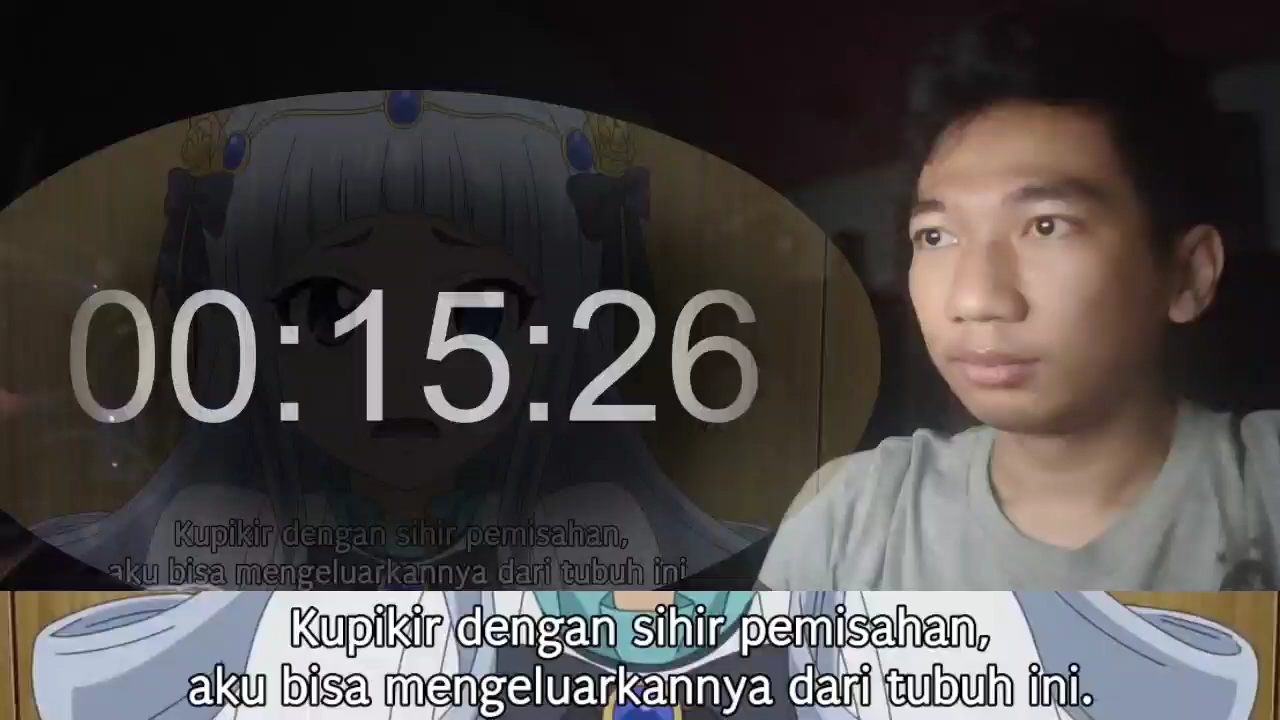 00:15:26
Kupikir dengan sihir pemisahan,
aku bisa mengeluarkannya dari tubuh ini
Kupikir dengan sihir pemisahan,
aku bisa mengeluarkannya dari tubuh ini.